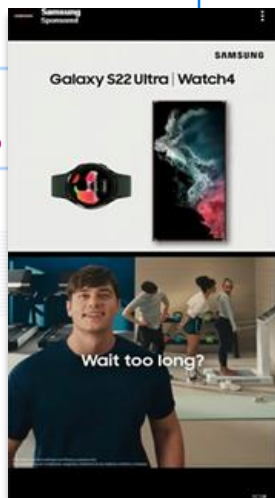 Samsung
Sponsored
SAMSUNG
Galaxy S22 Ultra | Watch4
Wait too long?